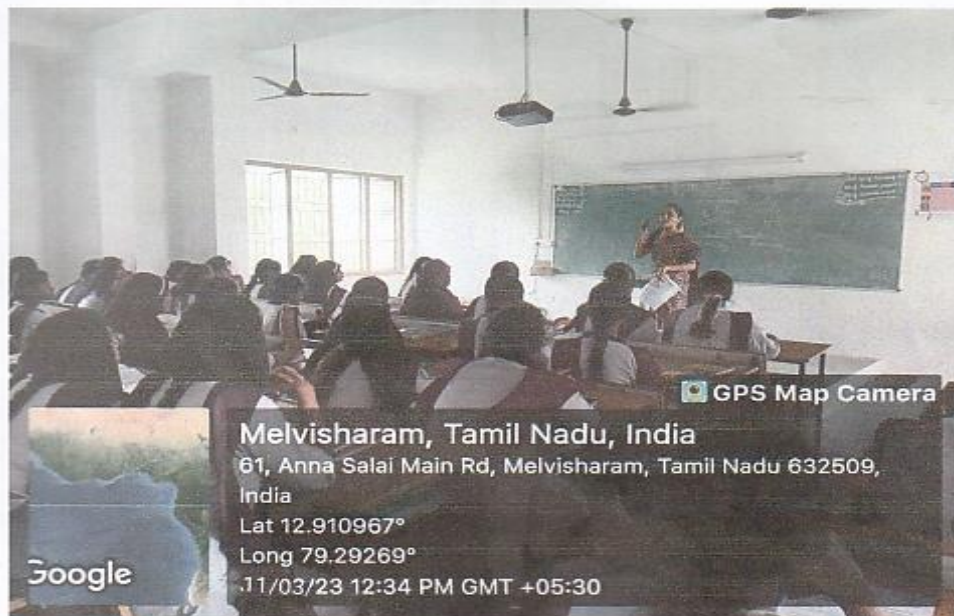 GPS Map Camera
Melvisharam, Tamil Nadu, India
61, Anna Salai Main Rd, Melvisharam, Tamil Nadu 632509,
India
Lat 12.910967°
Long 79.29269°
11/03/23 12:34 PM GMT +05:30
Google